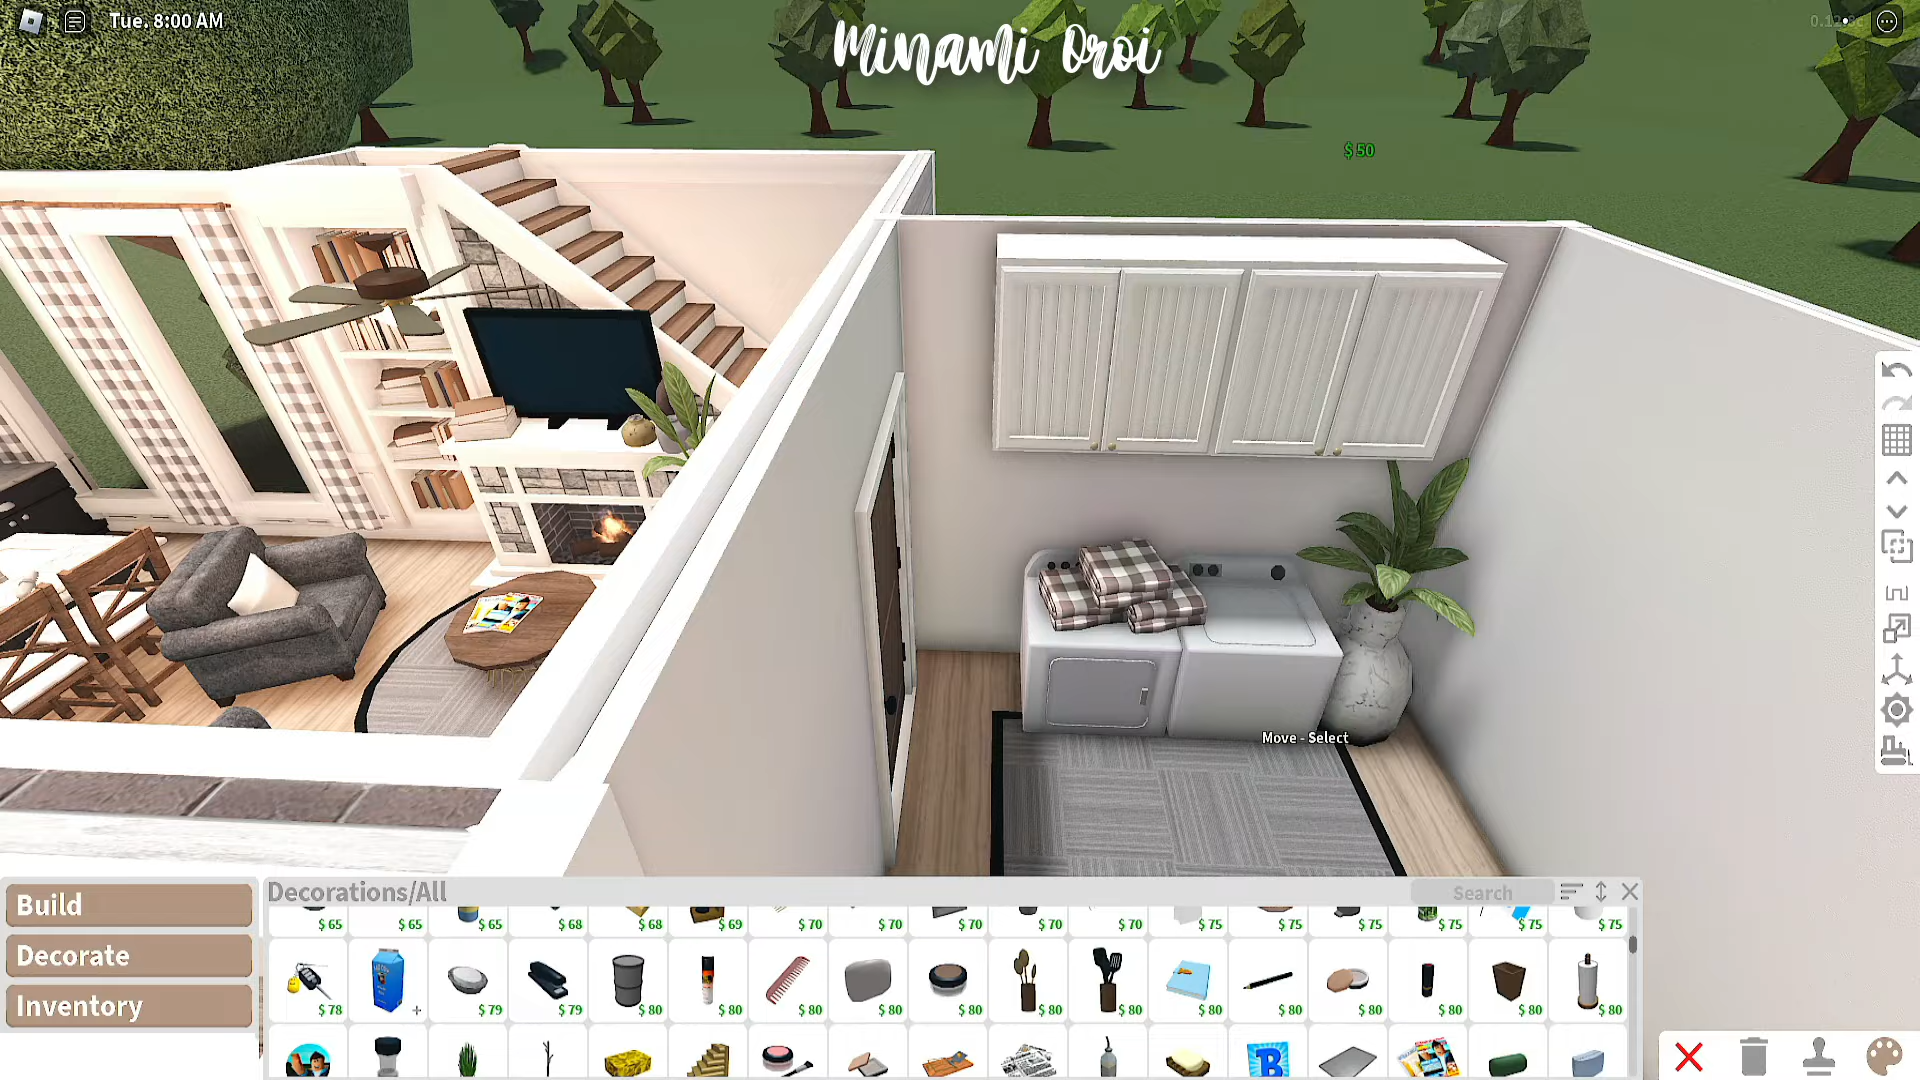 Tue. 8:00 AM
Minami Oroi
$50
Move - Select
Build
Decorate
Inventory
Decorations/All
Search
$65 $65 $65 $68 $68 $69 $70 $70 $70 $70 $70 $75 $75 $75 $75 $75 $75
$78 $79 $79 $80 $80 $80 $80 $80 $80 $80 $80 $80 $80 $80 $80
B